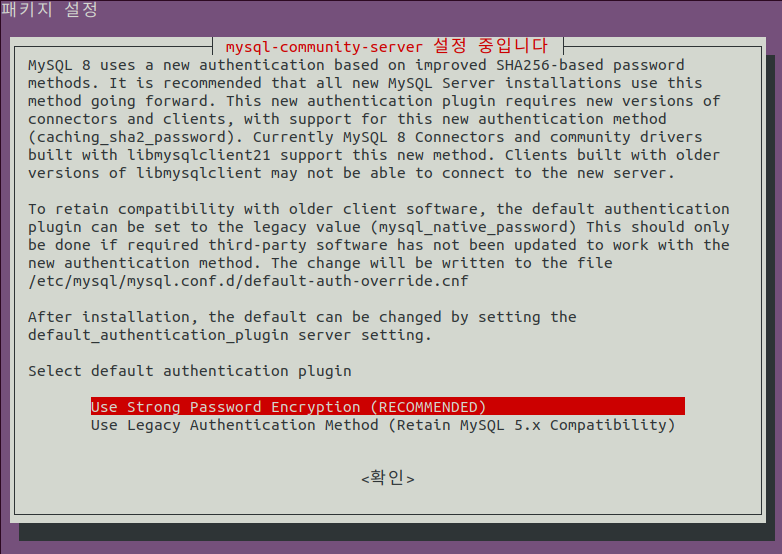 패키지 설정
mysql-community-server 설정 중입니다
MySQL 8 uses a new authentication based on improved SHA256-based password
methods. It is recommended that all new MySQL Server installations use this
method going forward. This new authentication plugin requires new versions of
connectors and clients, with support for this new authentication method
(caching_sha2_password). Currently MySQL 8 Connectors and community drivers
built with libmysqlclient21 support this new method. Clients built with older
versions of libmysqlclient may not be able to connect to the new server.
To retain compatibility with older client software, the default authentication
plugin can be set to the legacy value (mysql_native_password) This should only
be done if required third-party software has not been updated to work with the
new authentication method. The change will be written to the file
/etc/mysql/mysql.conf.d/default-auth-override.cnf
After installation, the default can be changed by setting the
default_authentication_plugin server setting.
Select default authentication plugin
Use Strong Password Encryption (RECOMMENDED)
Use Legacy Authentication Method (Retain MySQL 5.x Compatibility)
<확인>